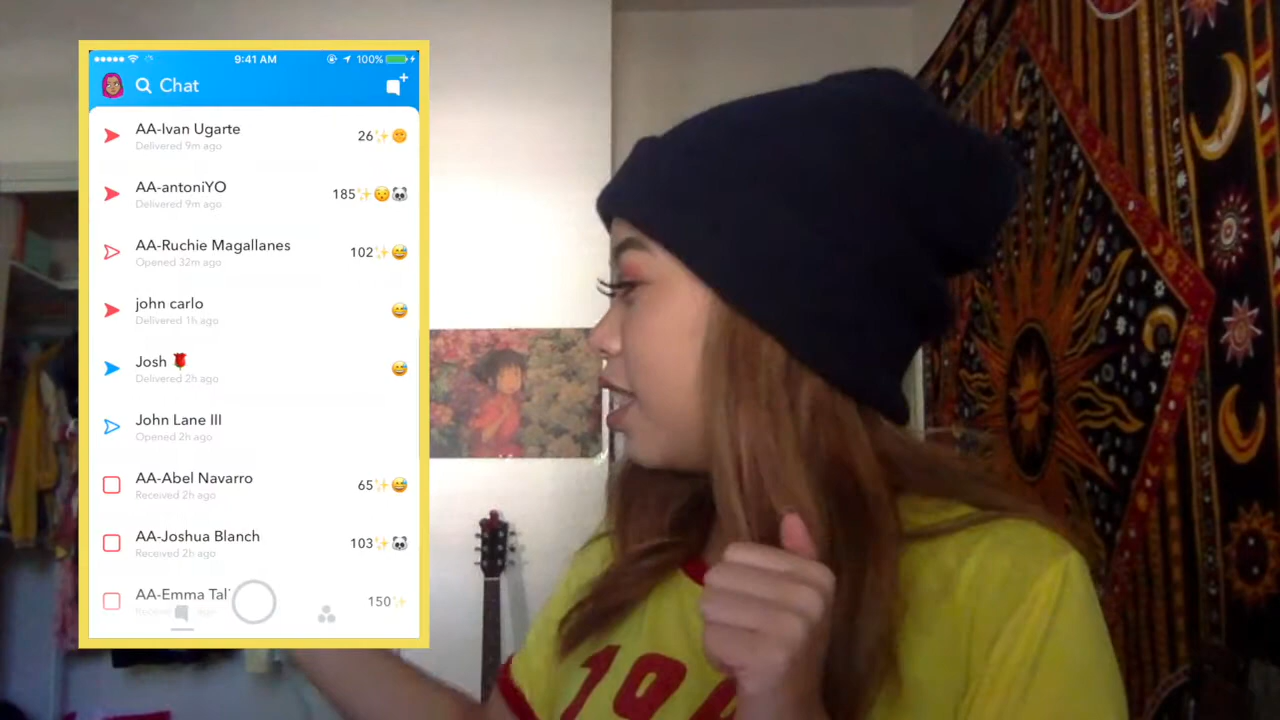 9:41 AM 100%
Chat
AA-Ivan Ugarte
Delivered 9m ago
26✨
AA-antoniYO
Delivered 9m ago
185✨
AA-Ruchie Magallanes
Opened 32m ago
102✨😅
john carlo
Delivered 1h ago
😅
Josh 🌹
Delivered 2h ago
😅
John Lane III
Opened 2h ago
AA-Abel Navarro
Received 2h ago
65✨😅
AA-Joshua Blanch
Received 2h ago
103✨🐼
AA-Emma Tal
150✨